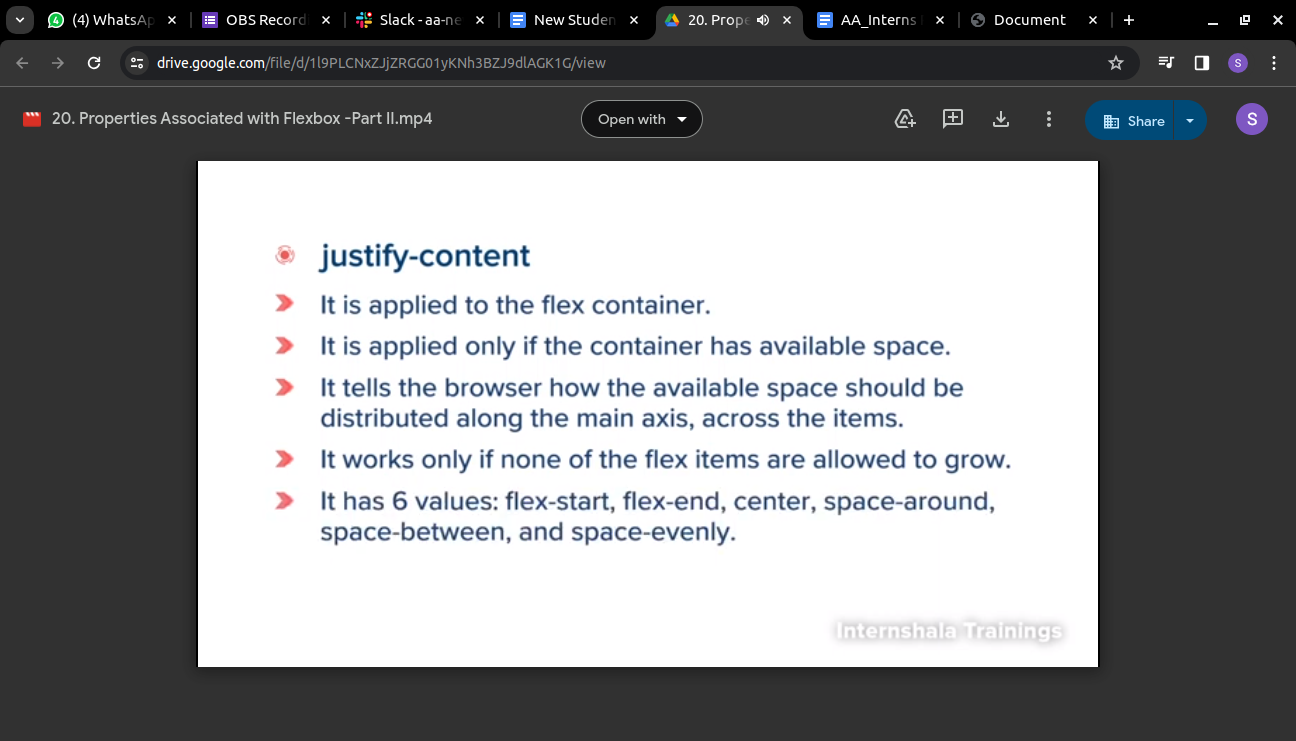 (4) WhatsAp
OBS Record
Slack - aa-ne
New Studen
20. Prope
AA_Interns
Document
drive.google.com/file/d/1l9PLCNxZJjZRGG01yKNh3BZJ9dlAGK1G/view
S
20. Properties Associated with Flexbox -Part II.mp4
Open with
Share
S
justify-content
It is applied to the flex container.
It is applied only if the container has available space.
It tells the browser how the available space should be
distributed along the main axis, across the items.
It works only if none of the flex items are allowed to grow.
It has 6 values: flex-start, flex-end, center, space-around,
space-between, and space-evenly.
Internshala Trainings